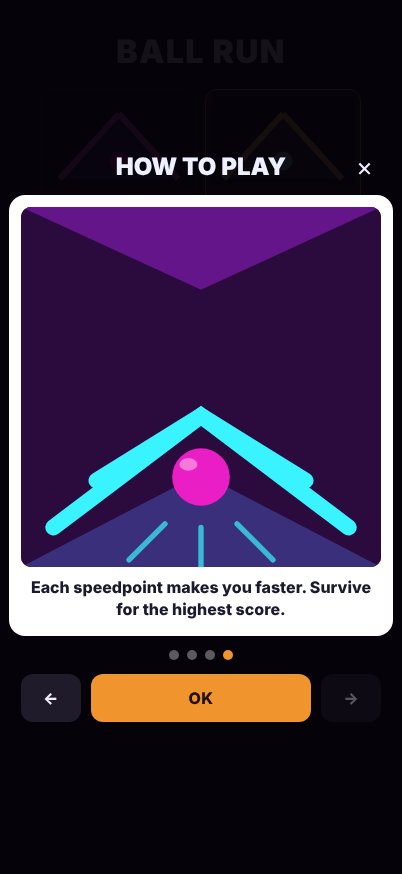 BALL RUN
HOW TO PLAY
Each speedpoint makes you faster. Survive
for the highest score.
OK